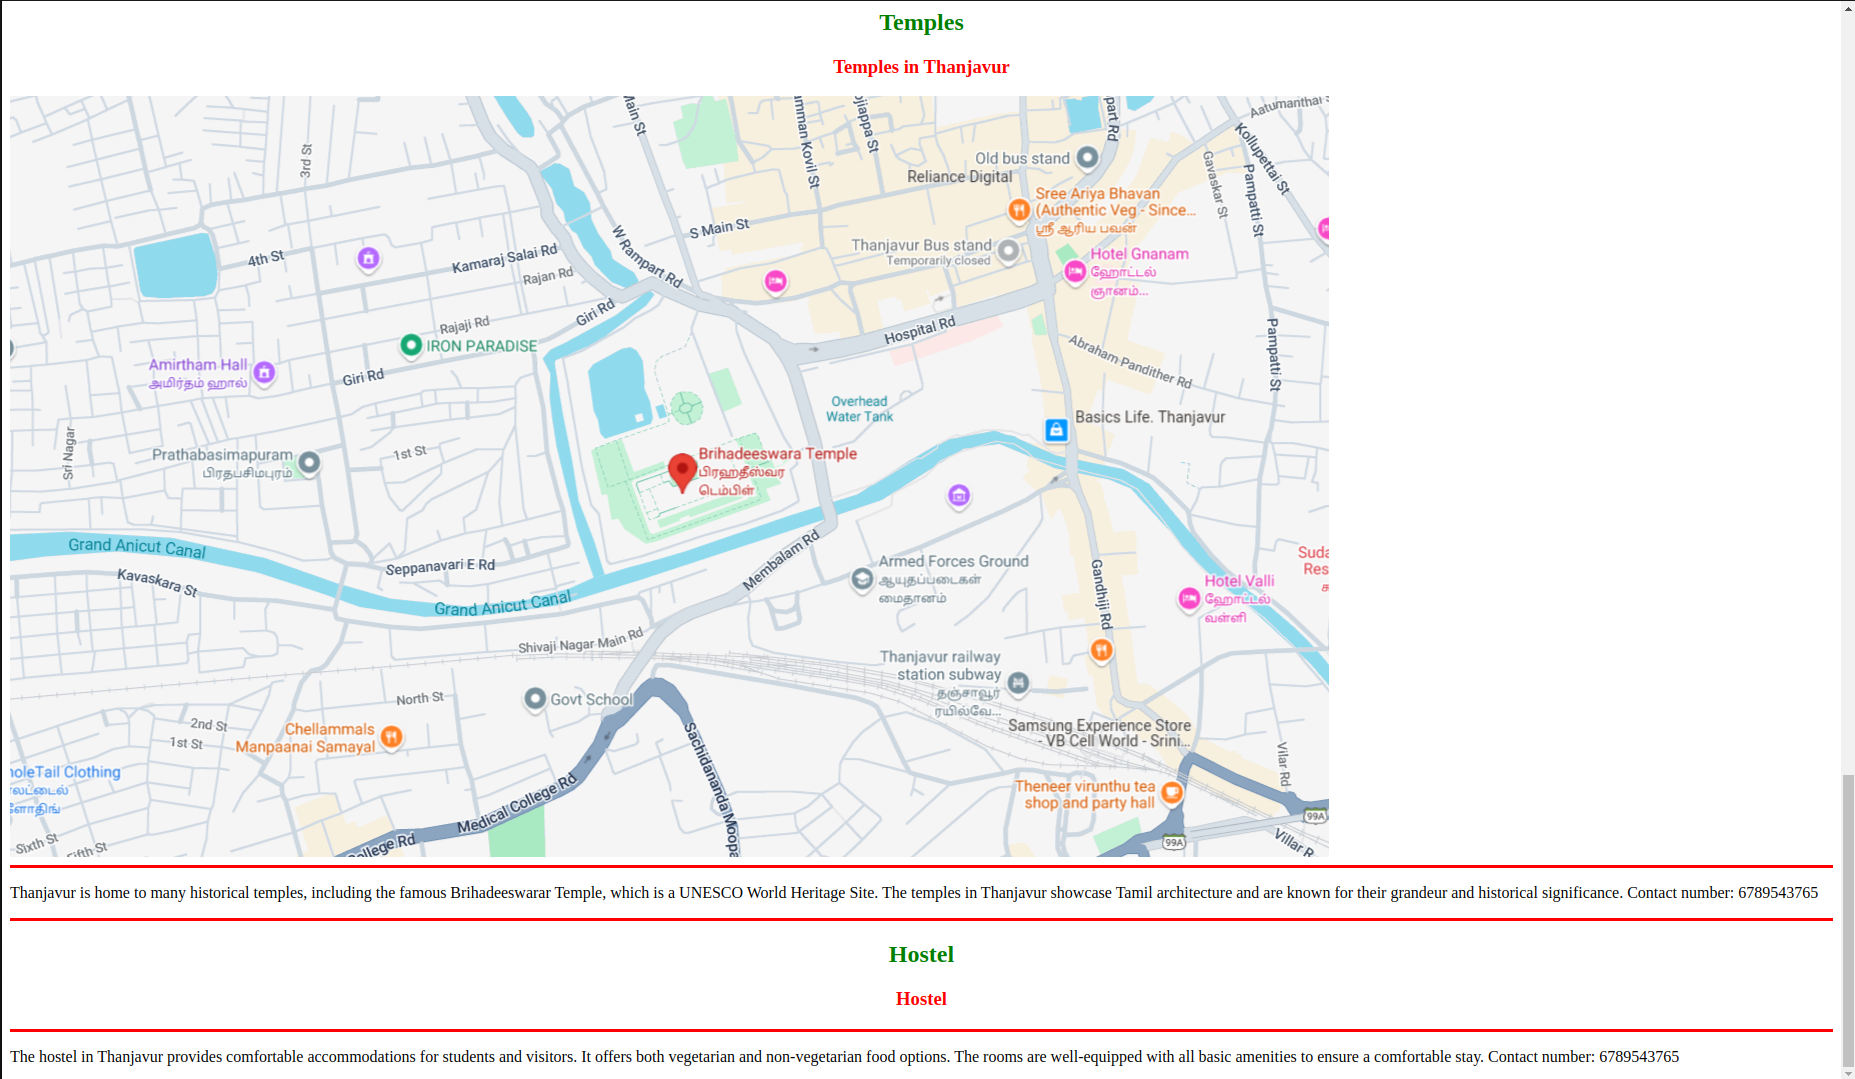 Temples
Temples in Thanjavur
Main St
amman Kovil St
ojiappa St
part Rd
Aatumanthai S
Kollupettai St
3rd St
Old bus stand
Reliance Digital
Gavaskar St
Pampatti St
Sree Ariya Bhavan
(Authentic Veg - Since...
ஸ்ரீ ஆரிய பவன்
S Main St
W Rampart Rd
Thanjavur Bus stand
Temporarily closed
4th St
Kamaraj Salai Rd
Rajan Rd
Hotel Gnanam
ஹோட்டல்
ஞானம்...
Giri Rd
Rajaji Rd
IRON PARADISE
Hospital Rd
Pampatti St
Abraham Pandither Rd
Amirtham Hall
அமிர்தம் ஹால்
Giri Rd
Overhead
Water Tank
Basics Life. Thanjavur
Sri Nagar
Prathabasimapuram
பிரதபசிமபுரம்
1st St
Brihadeeswara Temple
பிரஹதீஸ்வர
டெம்பிள்
Grand Anicut Canal
Kavaskara St
Seppanavari E Rd
Grand Anicut Canal
Membalam Rd
Armed Forces Ground
ஆயுதப்படைகள்
மைதானம்
Gandhiji Rd
Suda
Res
Hotel Valli
ஹோட்டல்
வள்ளி
Shivaji Nagar Main Rd
Thanjavur railway
station subway
தஞ்சாவூர்
ரயில்வே...
North St
Govt School
2nd St
1st St
Chellammals
Manpaanai Samayal
Sachidananda Moopa
Samsung Experience Store
- VB Cell World - Srini...
Vilar Rd
holeTail Clothing
லட்டைல்
ளோதிங்
Medical College Rd
Theneer virunthu tea
shop and party hall
99A
99A
Sixth St
Fifth St
College Rd
Villar R
Thanjavur is home to many historical temples, including the famous Brihadeeswarar Temple, which is a UNESCO World Heritage Site. The temples in Thanjavur showcase Tamil architecture and are known for their grandeur and historical significance. Contact number: 6789543765
Hostel
Hostel
The hostel in Thanjavur provides comfortable accommodations for students and visitors. It offers both vegetarian and non-vegetarian food options. The rooms are well-equipped with all basic amenities to ensure a comfortable stay. Contact number: 6789543765